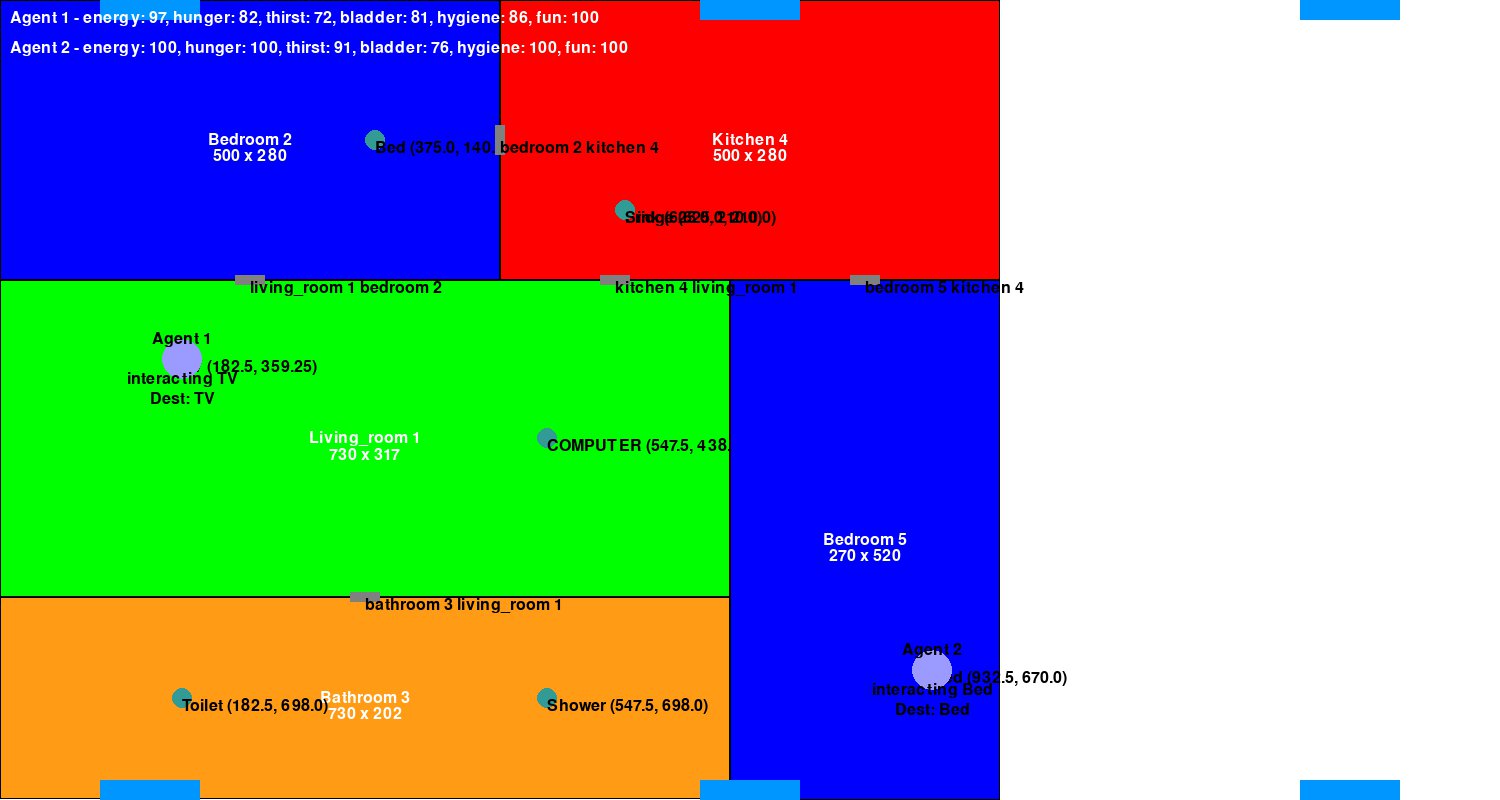 Agent 1 - energy: 97, hunger: 82, thirst: 72, bladder: 81, hygiene: 86, fun: 100
Agent 2 - energy: 100, hunger: 100, thirst: 91, bladder: 76, hygiene: 100, fun: 100
Bedroom 2
500 x 280
Bed (375.0, 140.
bedroom 2 kitchen 4
Kitchen 4
500 x 280
living_room 1 bedroom 2
kitchen 4 living_room 1
bedroom 5 kitchen 4
Agent 1
(182.5, 359.25)
interacting TV
Dest: TV
Living_room 1
730 x 317
COMPUTER (547.5, 438.
Bedroom 5
270 x 520
bathroom 3 living_room 1
Agent 2
(932.5, 670.0)
interacting Bed
Dest: Bed
Toilet (182.5, 698.0)
Bathroom 3
730 x 202
Shower (547.5, 698.0)